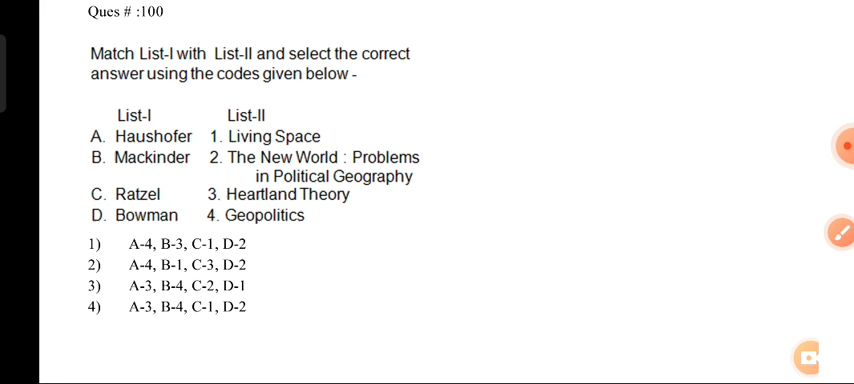 Ques # :100
Match List-I with List-II and select the correct
answer using the codes given below -
List-I List-II
A. Haushofer 1. Living Space
B. Mackinder 2. The New World : Problems
in Political Geography
C. Ratzel 3. Heartland Theory
D. Bowman 4. Geopolitics
1) A-4, B-3, C-1, D-2
2) A-4, B-1, C-3, D-2
3) A-3, B-4, C-2, D-1
4) A-3, B-4, C-1, D-2